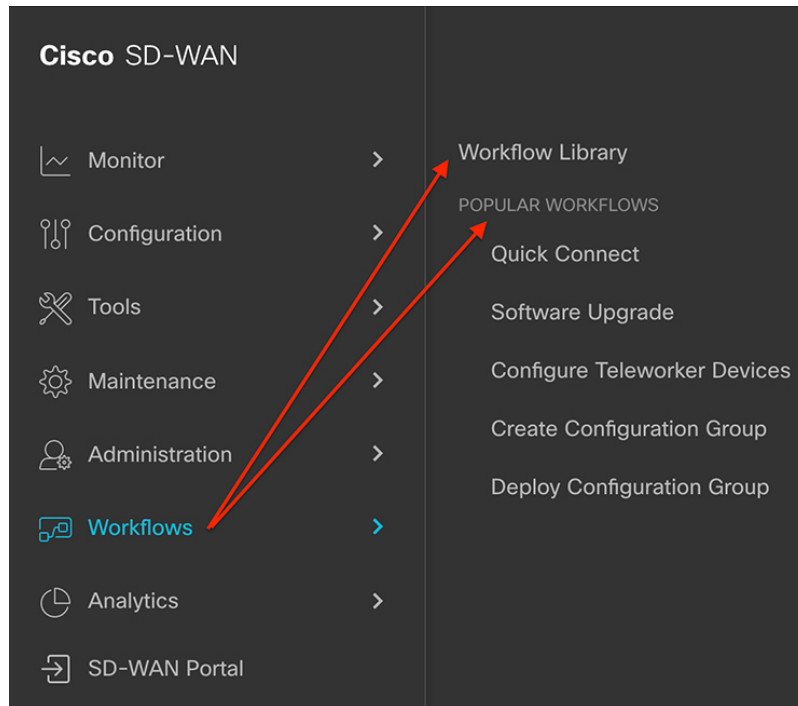 Cisco SD-WAN
Monitor
Configuration
Tools
Maintenance
Administration
Workflows
Analytics
SD-WAN Portal
Workflow Library
POPULAR WORKFLOWS
Quick Connect
Software Upgrade
Configure Teleworker Devices
Create Configuration Group
Deploy Configuration Group